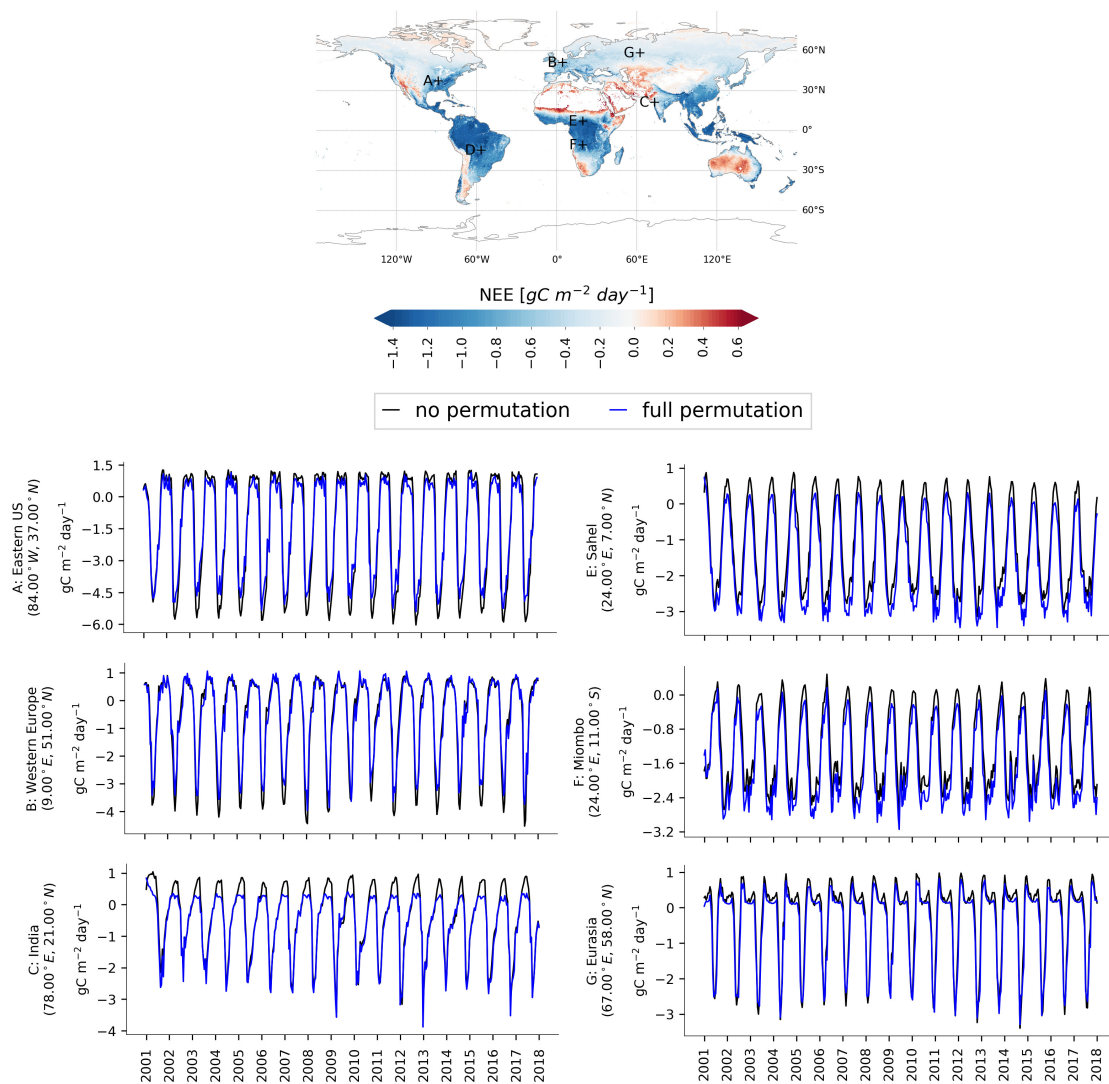 60°N
30°N
0°
30°S
60°S
A+
B+
C+
D+
E+
F+
G+
120°W 60°W 0° 60°E 120°E
NEE [gC m⁻² day⁻¹]
−1.4 −1.2 −1.0 −0.8 −0.6 −0.4 −0.2 0.0 0.2 0.4 0.6
no permutation full permutation
A: Eastern US
(84.00°W, 37.00°N)
gC m⁻² day⁻¹
1.5
0.0
−1.5
−3.0
−4.5
−6.0
E: Sahel
(24.00°E, 7.00°N)
gC m⁻² day⁻¹
1
0
−1
−2
−3
B: Western Europe
(9.00°E, 51.00°N)
gC m⁻² day⁻¹
1
0
−1
−2
−3
−4
F: Miombo
(24.00°E, 11.00°S)
gC m⁻² day⁻¹
0.0
−0.8
−1.6
−2.4
−3.2
C: India
(78.00°E, 21.00°N)
gC m⁻² day⁻¹
1
0
−1
−2
−3
−4
2001 2002 2003 2004 2005 2006 2007 2008 2009 2010 2011 2012 2013 2014 2015 2016 2017 2018
G: Eurasia
(67.00°E, 58.00°N)
gC m⁻² day⁻¹
1
0
−1
−2
−3
2001 2002 2003 2004 2005 2006 2007 2008 2009 2010 2011 2012 2013 2014 2015 2016 2017 2018